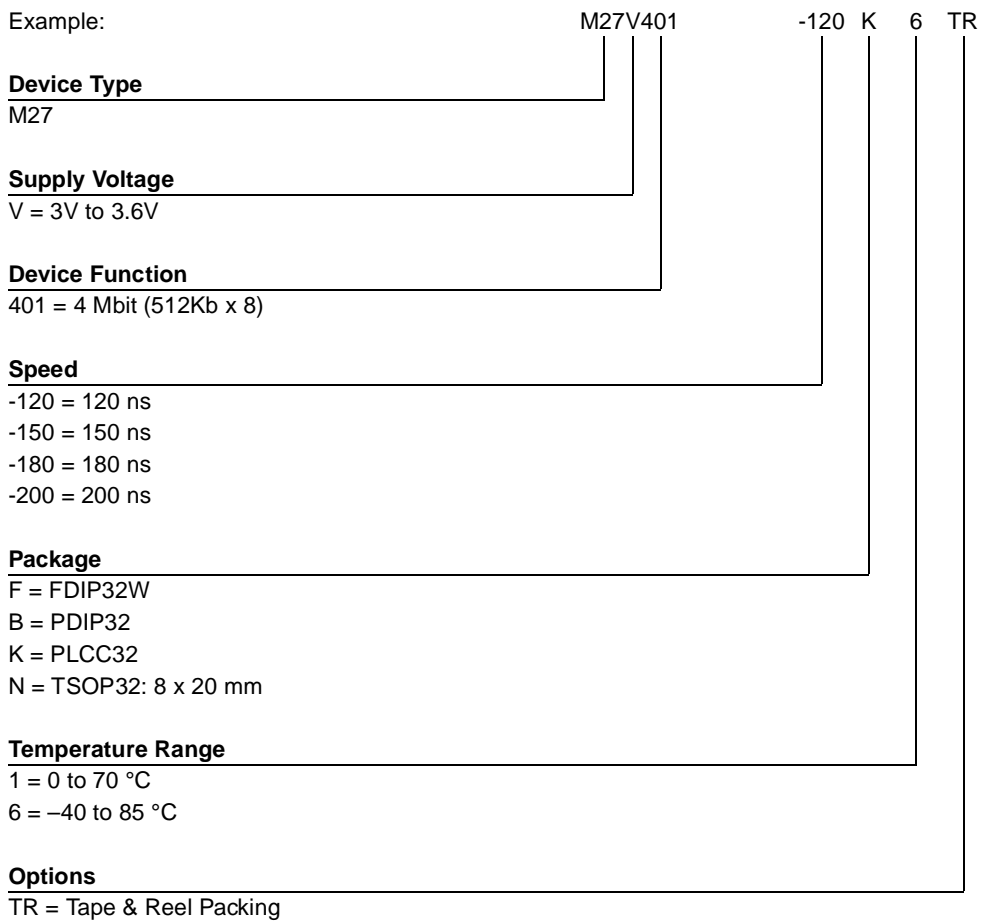 Example: M27V401 -120 K 6 TR
Device Type
M27
Supply Voltage
V = 3V to 3.6V
Device Function
401 = 4 Mbit (512Kb x 8)
Speed
-120 = 120 ns
-150 = 150 ns
-180 = 180 ns
-200 = 200 ns
Package
F = FDIP32W
B = PDIP32
K = PLCC32
N = TSOP32: 8 x 20 mm
Temperature Range
1 = 0 to 70 °C
6 = –40 to 85 °C
Options
TR = Tape & Reel Packing